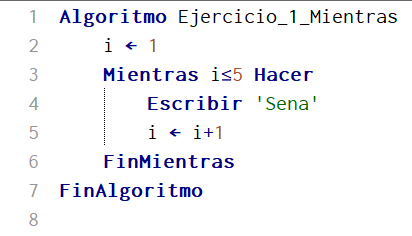 1 Algoritmo Ejercicio_1_Mientras
2 i ← 1
3 Mientras i≤5 Hacer
4 Escribir 'Sena'
5 i ← i+1
6 FinMientras
7 FinAlgoritmo
8